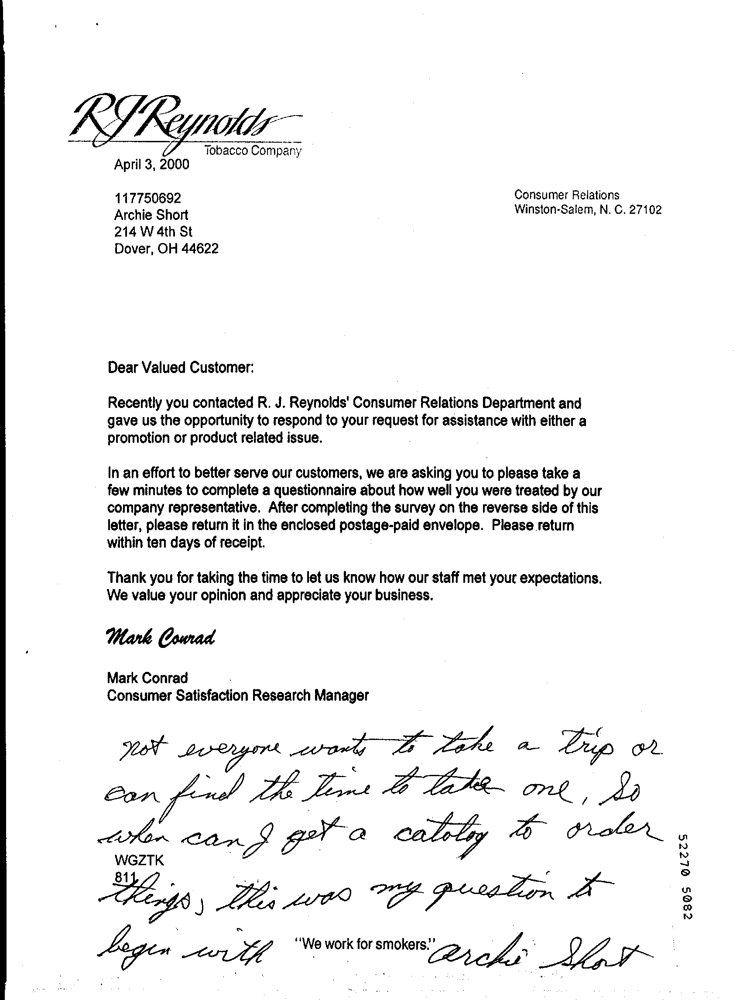 RJReynolds
Tobacco Company
April 3, 2000
117750692
Archie Short
214 W 4th St
Dover, OH 44622
Consumer Relations
Winston-Salem, N. C. 27102
Dear Valued Customer:
Recently you contacted R. J. Reynolds' Consumer Relations Department and
gave us the opportunity to respond to your request for assistance with either a
promotion or product related issue.
In an effort to better serve our customers, we are asking you to please take a
few minutes to complete a questionnaire about how well you were treated by our
company representative. After completing the survey on the reverse side of this
letter, please return it in the enclosed postage-paid envelope. Please return
within ten days of receipt.
Thank you for taking the time to let us know how our staff met your expectations.
We value your opinion and appreciate your business.
Mark Conrad
Mark Conrad
Consumer Satisfaction Research Manager
not everyone wants to take a trip or
can find the time to take one, So
when can I get a catolog to order
WGZTK
811
things, this was my question to
begin with
"We work for smokers."
Archie Short
52270 5082